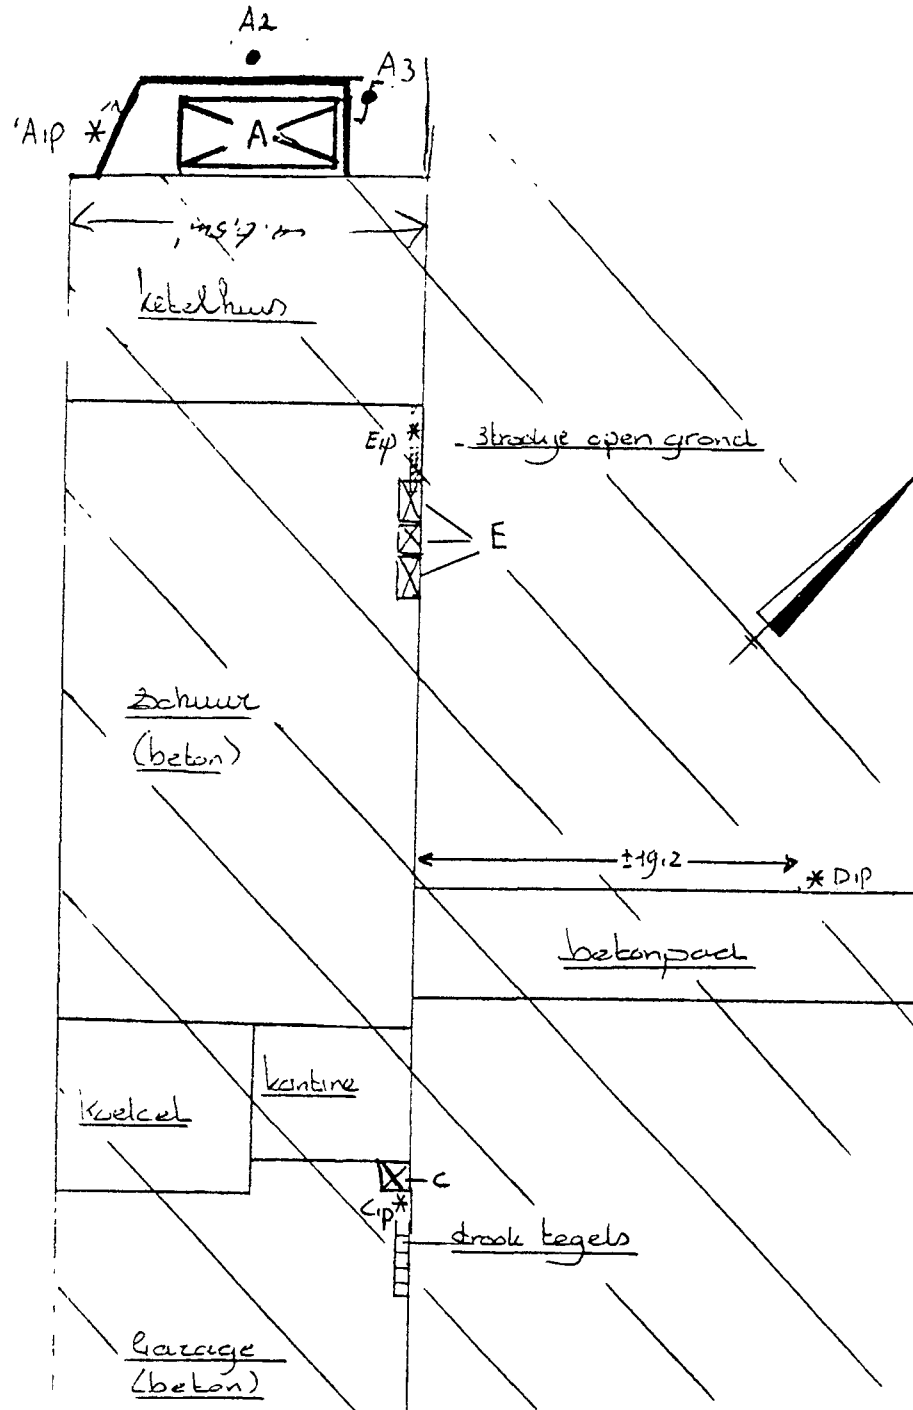 A2
A3
A1p
A
ketelhuis
E1p
strookje open grond
E
Schuur
(beton)
±19,2
D1p
betonpad
kantine
Koelcel
C
C1p
strook tegels
Garage
(beton)